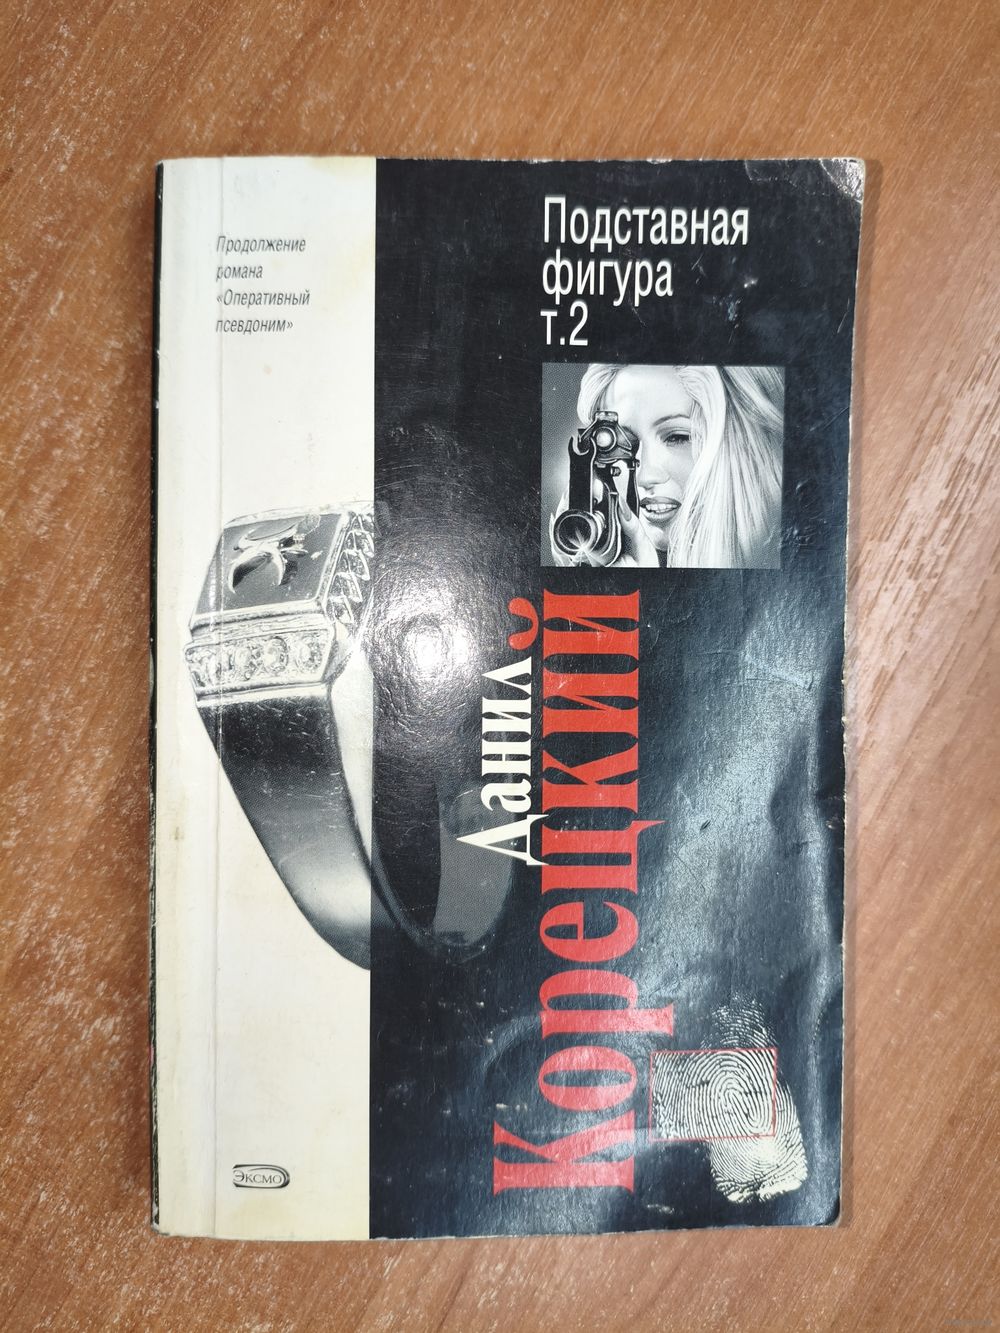 Продолжение
романа
«Оперативный
псевдоним»
Подставная
фигура
т.2
Данил
Корецкий
ЭКСМО